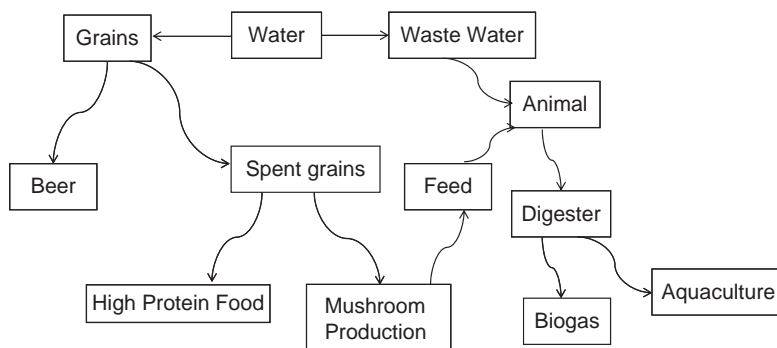 Grains
Water
Waste Water
Animal
Beer
Spent grains
Feed
Digester
High Protein Food
Mushroom
Production
Biogas
Aquaculture